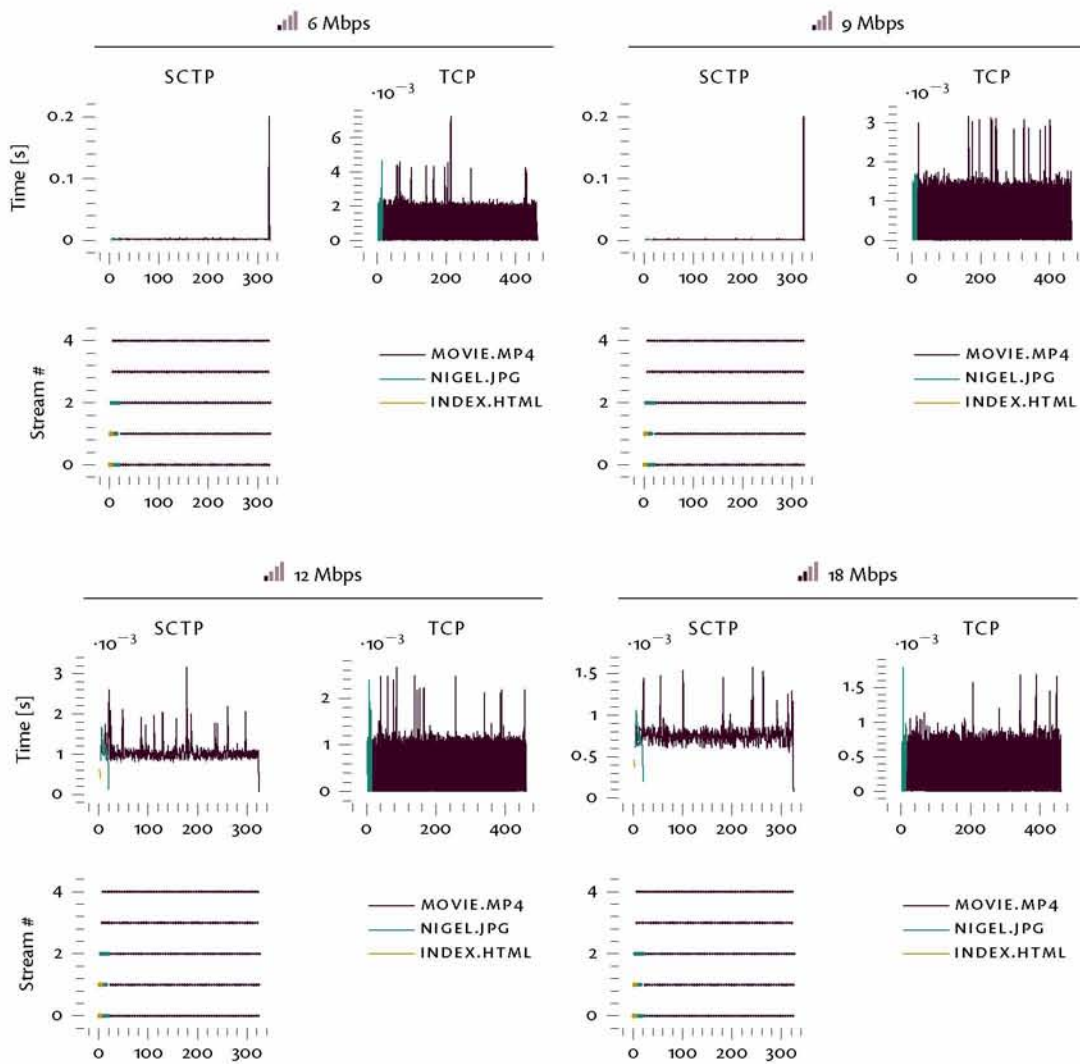 6 Mbps
SCTP
TCP
·10⁻³
Time [s]
0.2
0.1
0
0 100 200 300
6
4
2
0
0 200 400
Stream #
4
2
0
0 100 200 300
MOVIE.MP4
NIGEL.JPG
INDEX.HTML
9 Mbps
SCTP
TCP
·10⁻³
0.2
0.1
0
0 100 200 300
3
2
1
0
0 200 400
4
2
0
0 100 200 300
MOVIE.MP4
NIGEL.JPG
INDEX.HTML
12 Mbps
SCTP
TCP
·10⁻³
·10⁻³
Time [s]
3
2
1
0
0 100 200 300
2
1
0
0 200 400
Stream #
4
2
0
0 100 200 300
MOVIE.MP4
NIGEL.JPG
INDEX.HTML
18 Mbps
SCTP
TCP
·10⁻³
·10⁻³
1.5
1
0.5
0
0 100 200 300
1.5
1
0.5
0
0 200 400
4
2
0
0 100 200 300
MOVIE.MP4
NIGEL.JPG
INDEX.HTML